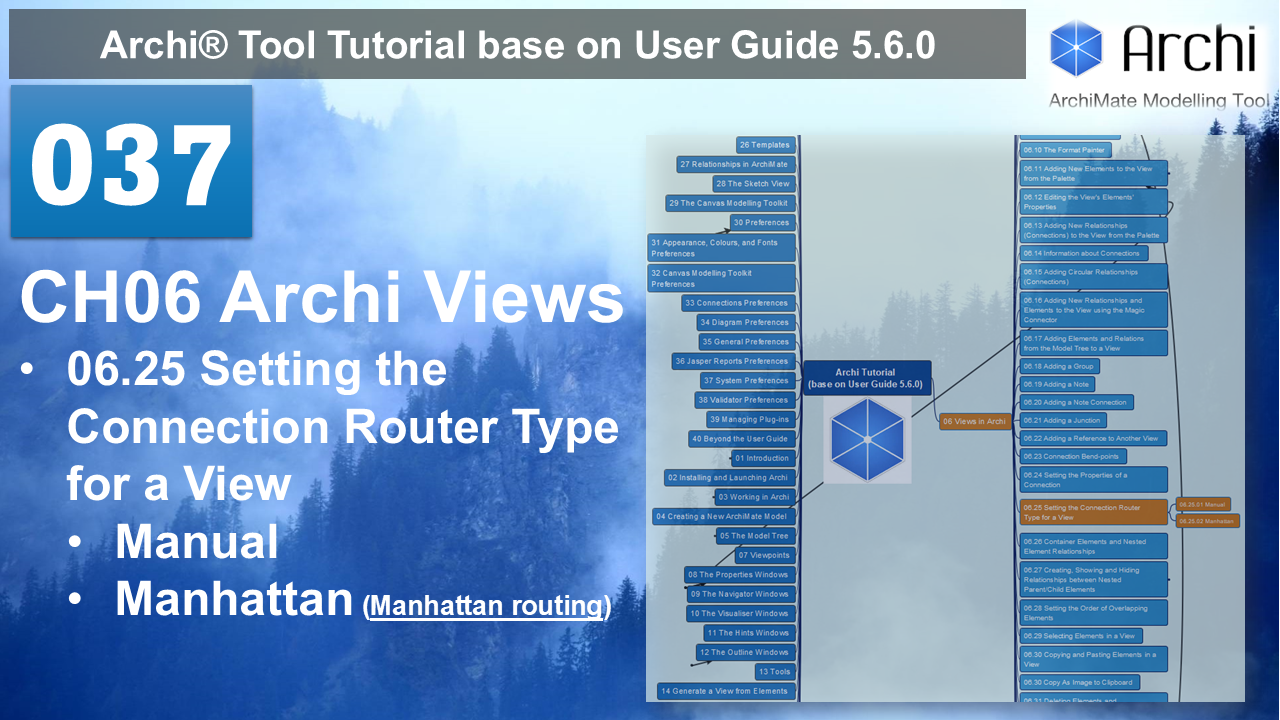 Archi® Tool Tutorial base on User Guide 5.6.0
Archi
ArchiMate Modelling Tool
037
CH06 Archi Views
• 06.25 Setting the
Connection Router Type
for a View
• Manual
• Manhattan (Manhattan routing)
26 Templates
27 Relationships in ArchiMate
28 The Sketch View
29 The Canvas Modelling Toolkit
30 Preferences
31 Appearance, Colours, and Fonts
Preferences
32 Canvas Modelling Toolkit
Preferences
33 Connections Preferences
34 Diagram Preferences
35 General Preferences
36 Jasper Reports Preferences
37 System Preferences
38 Validator Preferences
39 Managing Plug-ins
40 Beyond the User Guide
01 Introduction
02 Installing and Launching Archi
03 Working in Archi
04 Creating a New ArchiMate Model
05 The Model Tree
07 Viewpoints
08 The Properties Windows
09 The Navigator Windows
10 The Visualiser Windows
11 The Hints Windows
12 The Outline Windows
13 Tools
14 Generate a View from Elements
Archi Tutorial
(base on User Guide 5.6.0)
06 Views in Archi
06.10 The Format Painter
06.11 Adding New Elements to the View
from the Palette
06.12 Editing the View's Elements'
Properties
06.13 Adding New Relationships
(Connections) to the View from the Palette
06.14 Information about Connections
06.15 Adding Circular Relationships
(Connections)
06.16 Adding New Relationships and
Elements to the View using the Magic
Connector
06.17 Adding Elements and Relations
from the Model Tree to a View
06.18 Adding a Group
06.19 Adding a Note
06.20 Adding a Note Connection
06.21 Adding a Junction
06.22 Adding a Reference to Another View
06.23 Connection Bend-points
06.24 Setting the Properties of a
Connection
06.25 Setting the Connection Router
Type for a View
06.25.01 Manual
06.25.02 Manhattan
06.26 Container Elements and Nested
Element Relationships
06.27 Creating, Showing and Hiding
Relationships between Nested
Parent/Child Elements
06.28 Setting the Order of Overlapping
Elements
06.29 Selecting Elements in a View
06.30 Copying and Pasting Elements in a
View
06.30 Copy As Image to Clipboard
06.31 Deleting Elements and